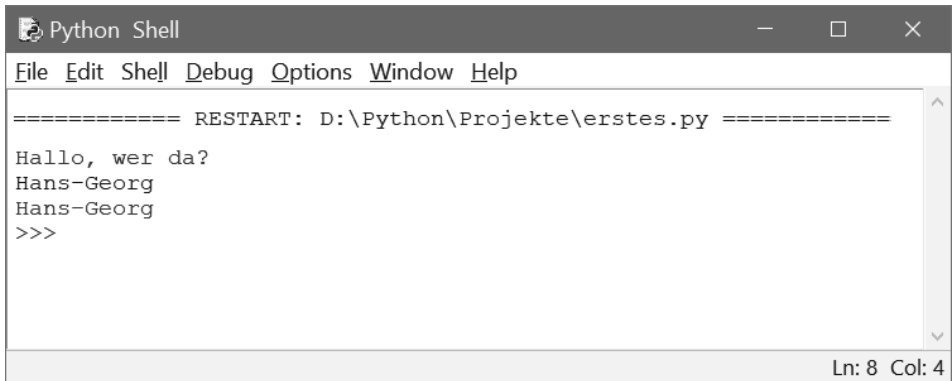 Python Shell
File Edit Shell Debug Options Window Help
============ RESTART: D:\Python\Projekte\erstes.py ============
Hallo, wer da?
Hans-Georg
Hans-Georg
>>>
Ln: 8 Col: 4